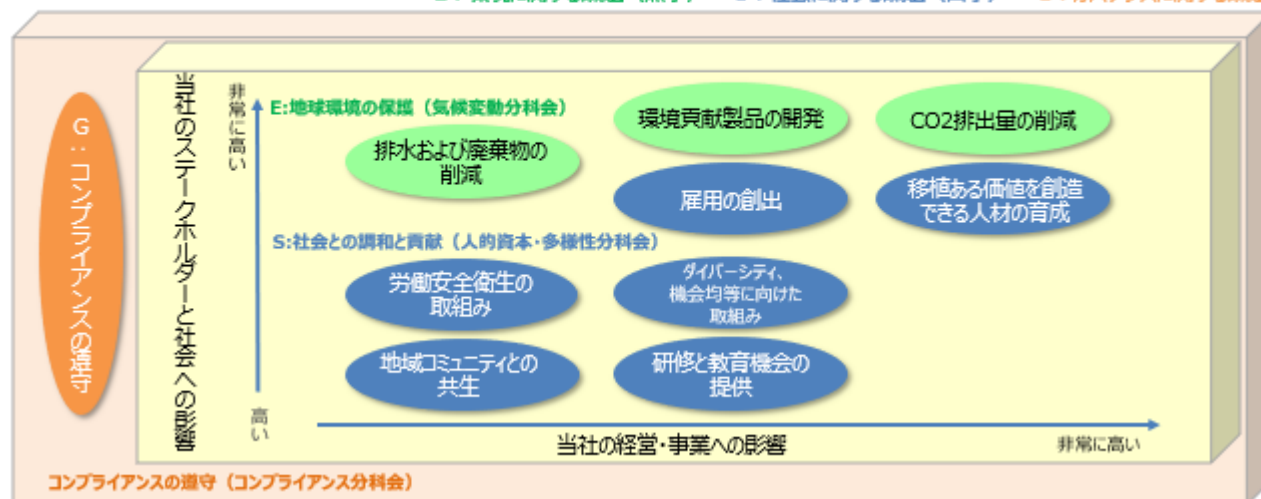 G:コンプライアンスの遵守
当社のステークホルダーと社会への影響
非常に高い
高い
E:地球環境の保護（気候変動分科会）
環境貢献製品の開発
CO2排出量の削減
排水および廃棄物の
削減
雇用の創出
移植ある価値を創造
できる人材の育成
S:社会との調和と貢献（人的資本・多様性分科会）
労働安全衛生の
取組み
ダイバーシティ、
機会均等に向けた
取組み
地域コミュニティとの
共生
研修と教育機会の
提供
当社の経営・事業への影響
非常に高い
コンプライアンスの遵守（コンプライアンス分科会）